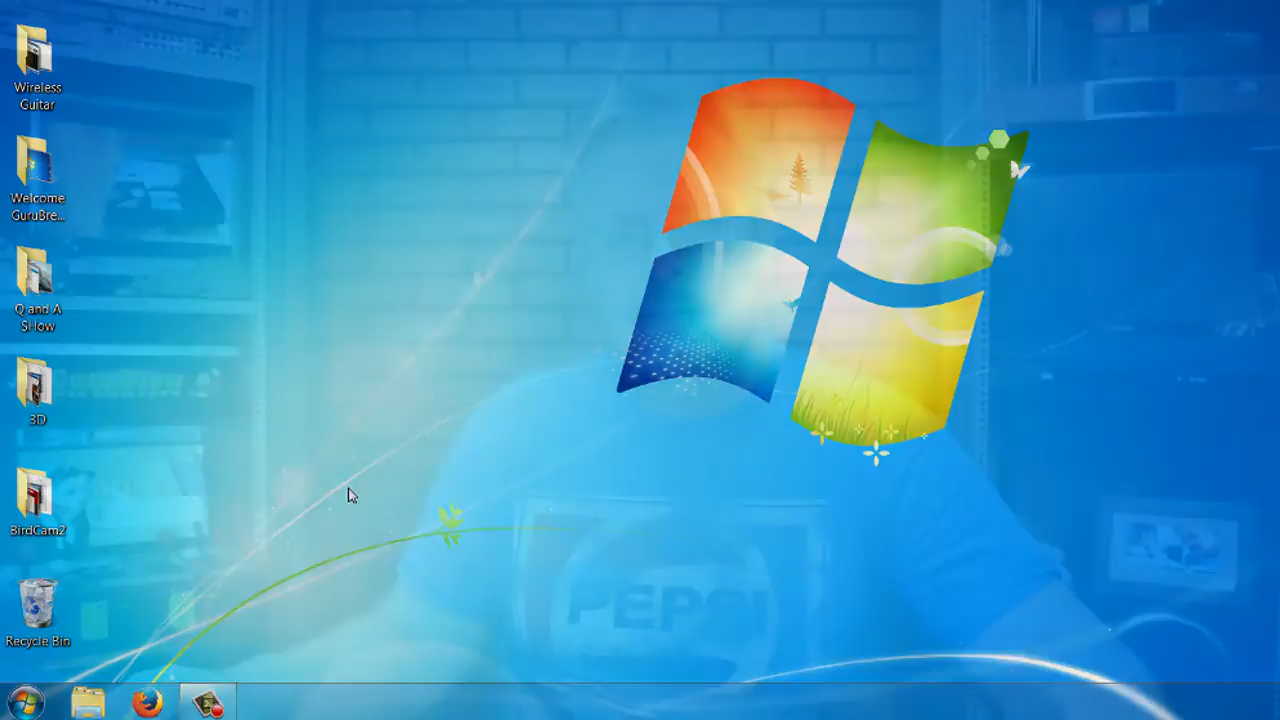 Wireless
Guitar
Welcome
GuruBre...
Q and A
SHow
3D
BirdCam2
Recycle Bin
PEPSI